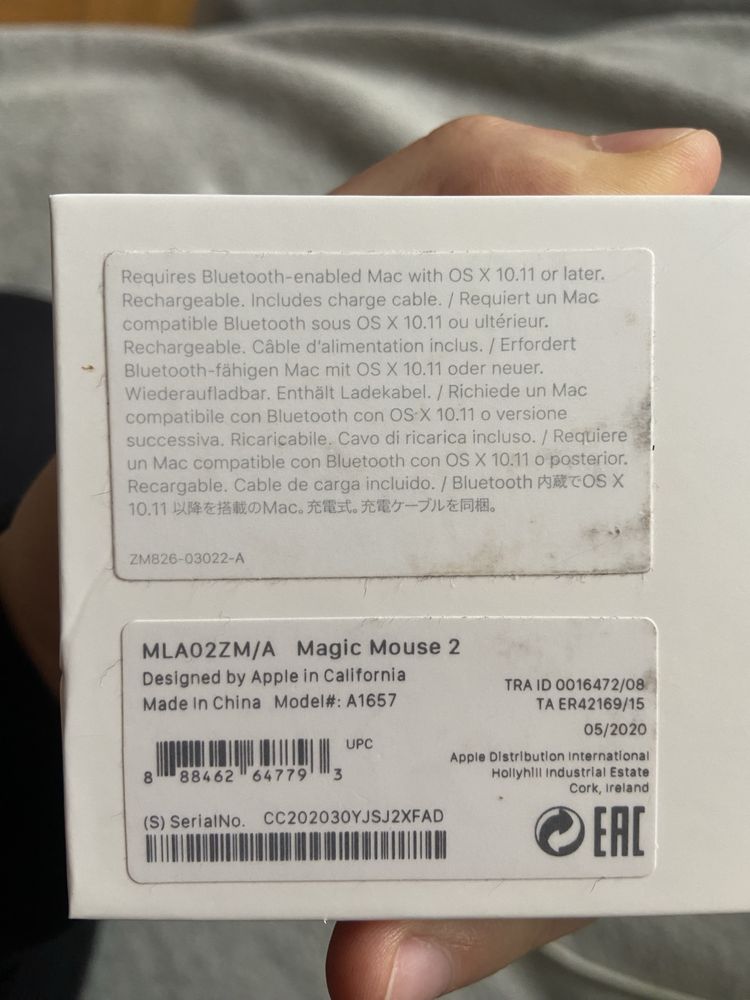 Requires Bluetooth-enabled Mac with OS X 10.11 or later.
Rechargeable. Includes charge cable. / Requiert un Mac
compatible Bluetooth sous OS X 10.11 ou ultérieur.
Rechargeable. Câble d'alimentation inclus. / Erfordert
Bluetooth-fähigen Mac mit OS X 10.11 oder neuer.
Wiederaufladbar. Enthält Ladekabel. / Richiede un Mac
compatibile con Bluetooth con OS X 10.11 o versione
successiva. Ricaricabile. Cavo di ricarica incluso. / Requiere
un Mac compatible con Bluetooth con OS X 10.11 o posterior.
Recargable. Cable de carga incluido. / Bluetooth 内蔵でOS X
10.11 以降を搭載のMac。充電式。充電ケーブルを同梱。
ZM826-03022-A
MLA02ZM/A Magic Mouse 2
Designed by Apple in California
Made in China Model#: A1657
TRA ID 0016472/08
TA ER42169/15
05/2020
UPC
8 88462 64779 3
Apple Distribution International
Hollyhill Industrial Estate
Cork, Ireland
(S) SerialNo. CC202030YJSJ2XFAD
EAC